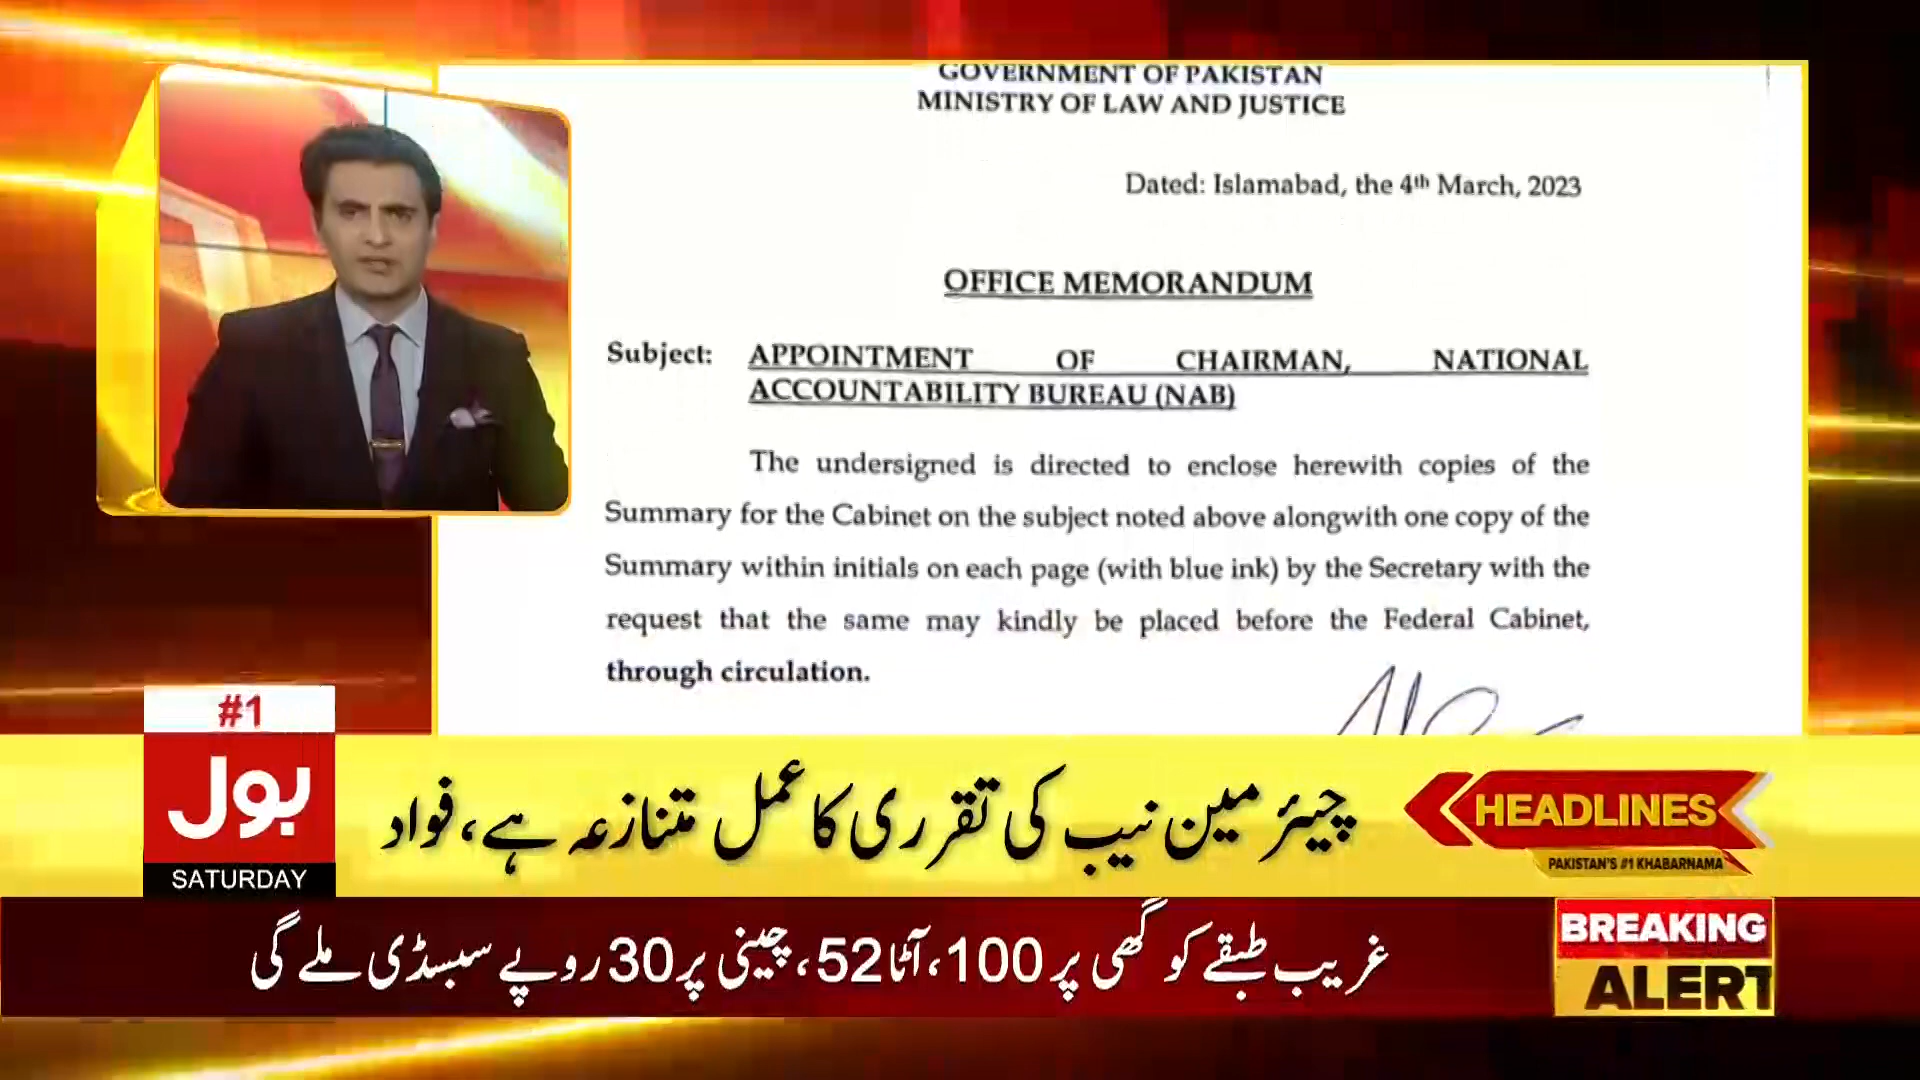 GOVERNMENT OF PAKISTAN
MINISTRY OF LAW AND JUSTICE
Dated: Islamabad, the 4th March, 2023
OFFICE MEMORANDUM
Subject: APPOINTMENT OF CHAIRMAN, NATIONAL
ACCOUNTABILITY BUREAU (NAB)
The undersigned is directed to enclose herewith copies of the
Summary for the Cabinet on the subject noted above alongwith one copy of the
Summary within initials on each page (with blue ink) by the Secretary with the
request that the same may kindly be placed before the Federal Cabinet,
through circulation.
#1
بول
SATURDAY
چیئرمین نیب کی تقرری کا عمل متنازعہ ہے، فواد
HEADLINES
PAKISTAN'S #1 KHABARNAMA
غریب طبقے کو گھی پر 100، آٹا 52، چینی پر 30 روپے سبسڈی ملے گی
BREAKING
ALERT